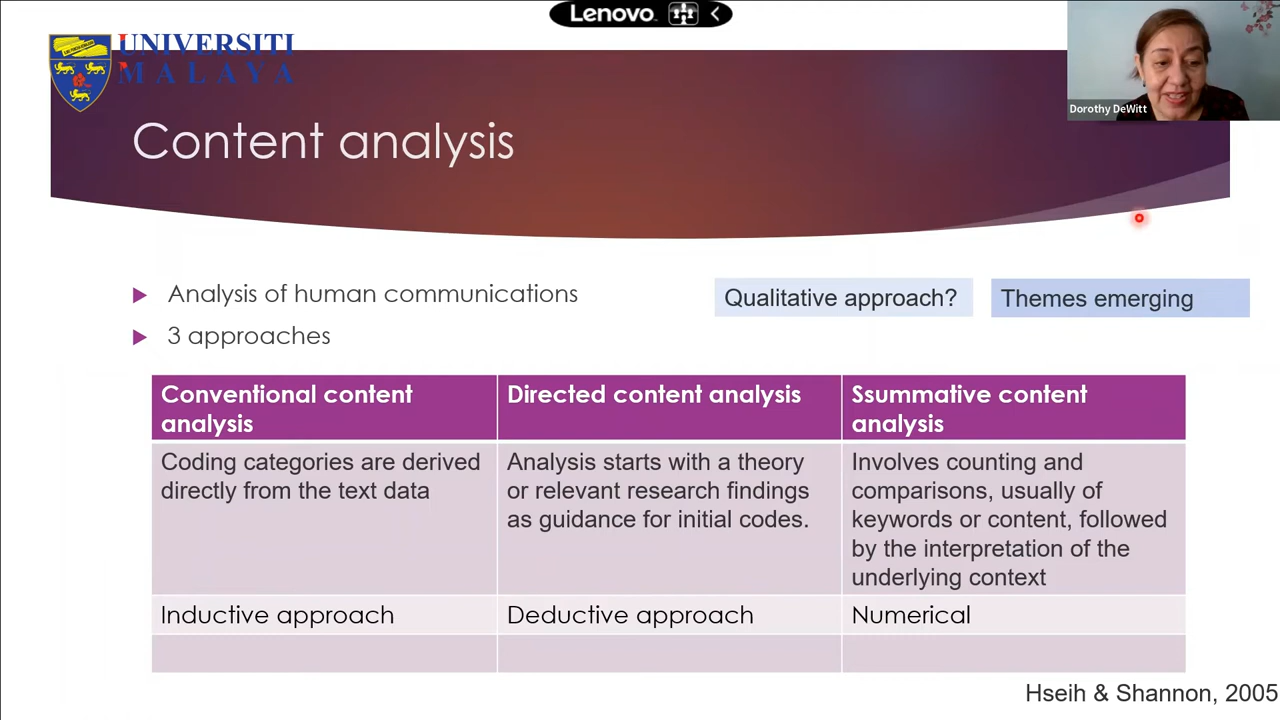 Lenovo
UNIVERSITI
MALAYA
Dorothy DeWitt
Content analysis
Analysis of human communications
3 approaches
Qualitative approach?
Themes emerging
Conventional content
analysis
Directed content analysis
Ssummative content
analysis
Coding categories are derived
directly from the text data
Analysis starts with a theory
or relevant research findings
as guidance for initial codes.
Involves counting and
comparisons, usually of
keywords or content, followed
by the interpretation of the
underlying context
Inductive approach
Deductive approach
Numerical
Hseih & Shannon, 2005